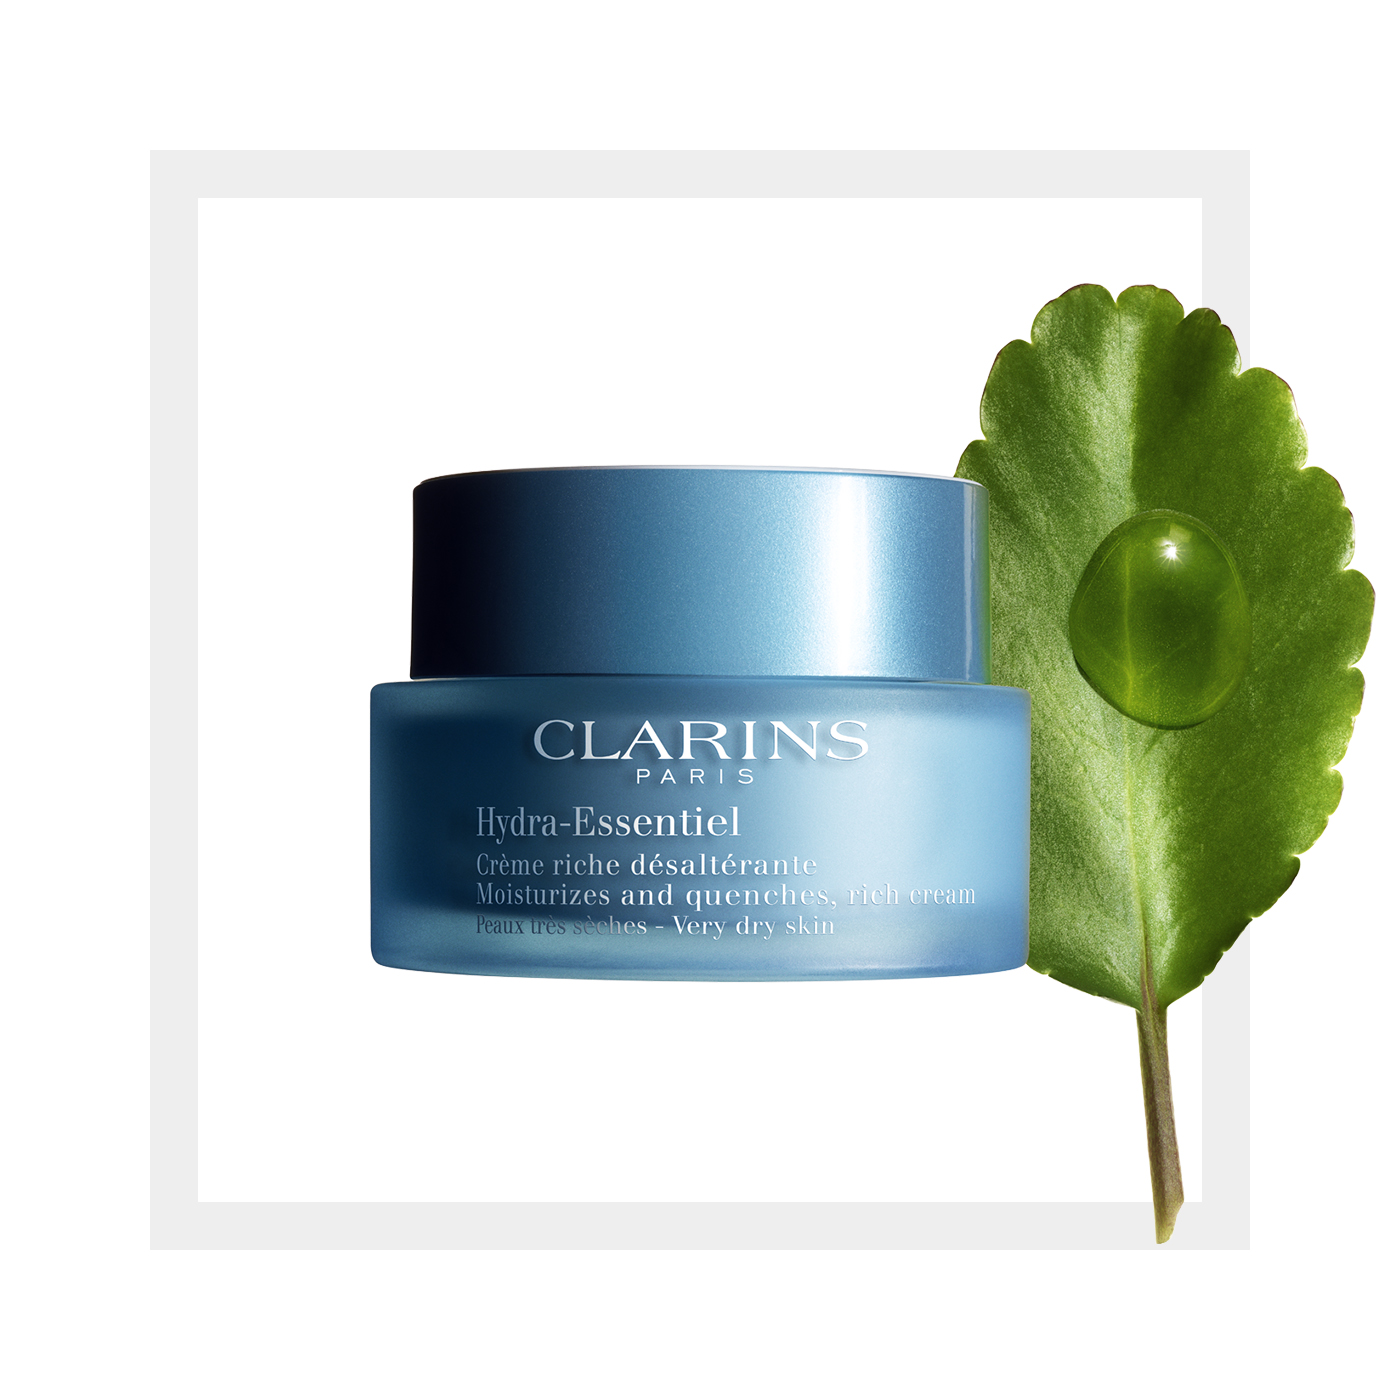 CLARINS
PARIS
Hydra-Essentiel
Crème riche désaltérante
Moisturizes and quenches, rich cream
Peaux très sèches - Very dry skin